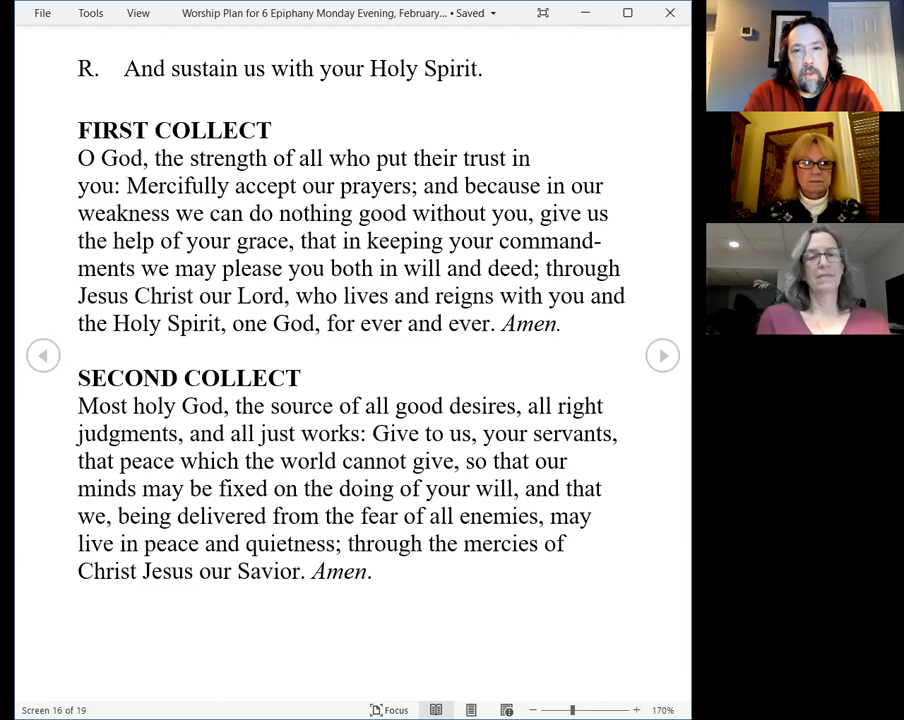 File Tools View Worship Plan for 6 Epiphany Monday Evening, February... • Saved
R. And sustain us with your Holy Spirit.
FIRST COLLECT
O God, the strength of all who put their trust in
you: Mercifully accept our prayers; and because in our
weakness we can do nothing good without you, give us
the help of your grace, that in keeping your command-
ments we may please you both in will and deed; through
Jesus Christ our Lord, who lives and reigns with you and
the Holy Spirit, one God, for ever and ever. Amen.
SECOND COLLECT
Most holy God, the source of all good desires, all right
judgments, and all just works: Give to us, your servants,
that peace which the world cannot give, so that our
minds may be fixed on the doing of your will, and that
we, being delivered from the fear of all enemies, may
live in peace and quietness; through the mercies of
Christ Jesus our Savior. Amen.
Screen 16 of 19 Focus 170%